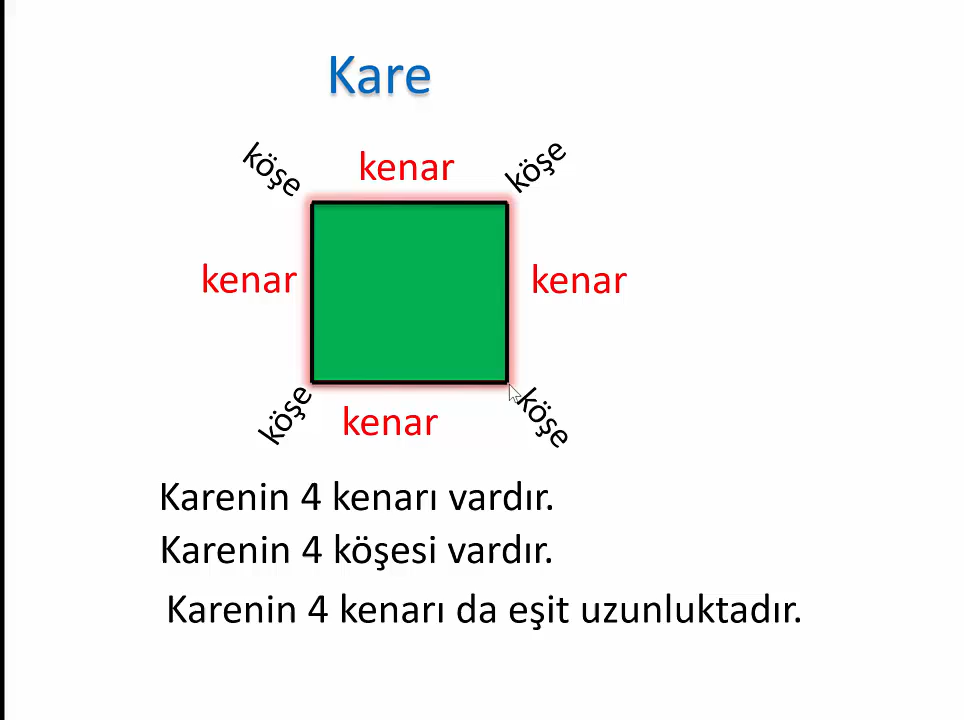 Kare
köşe kenar köşe
kenar kenar
köşe kenar köşe
Karenin 4 kenarı vardır.
Karenin 4 köşesi vardır.
Karenin 4 kenarı da eşit uzunluktadır.